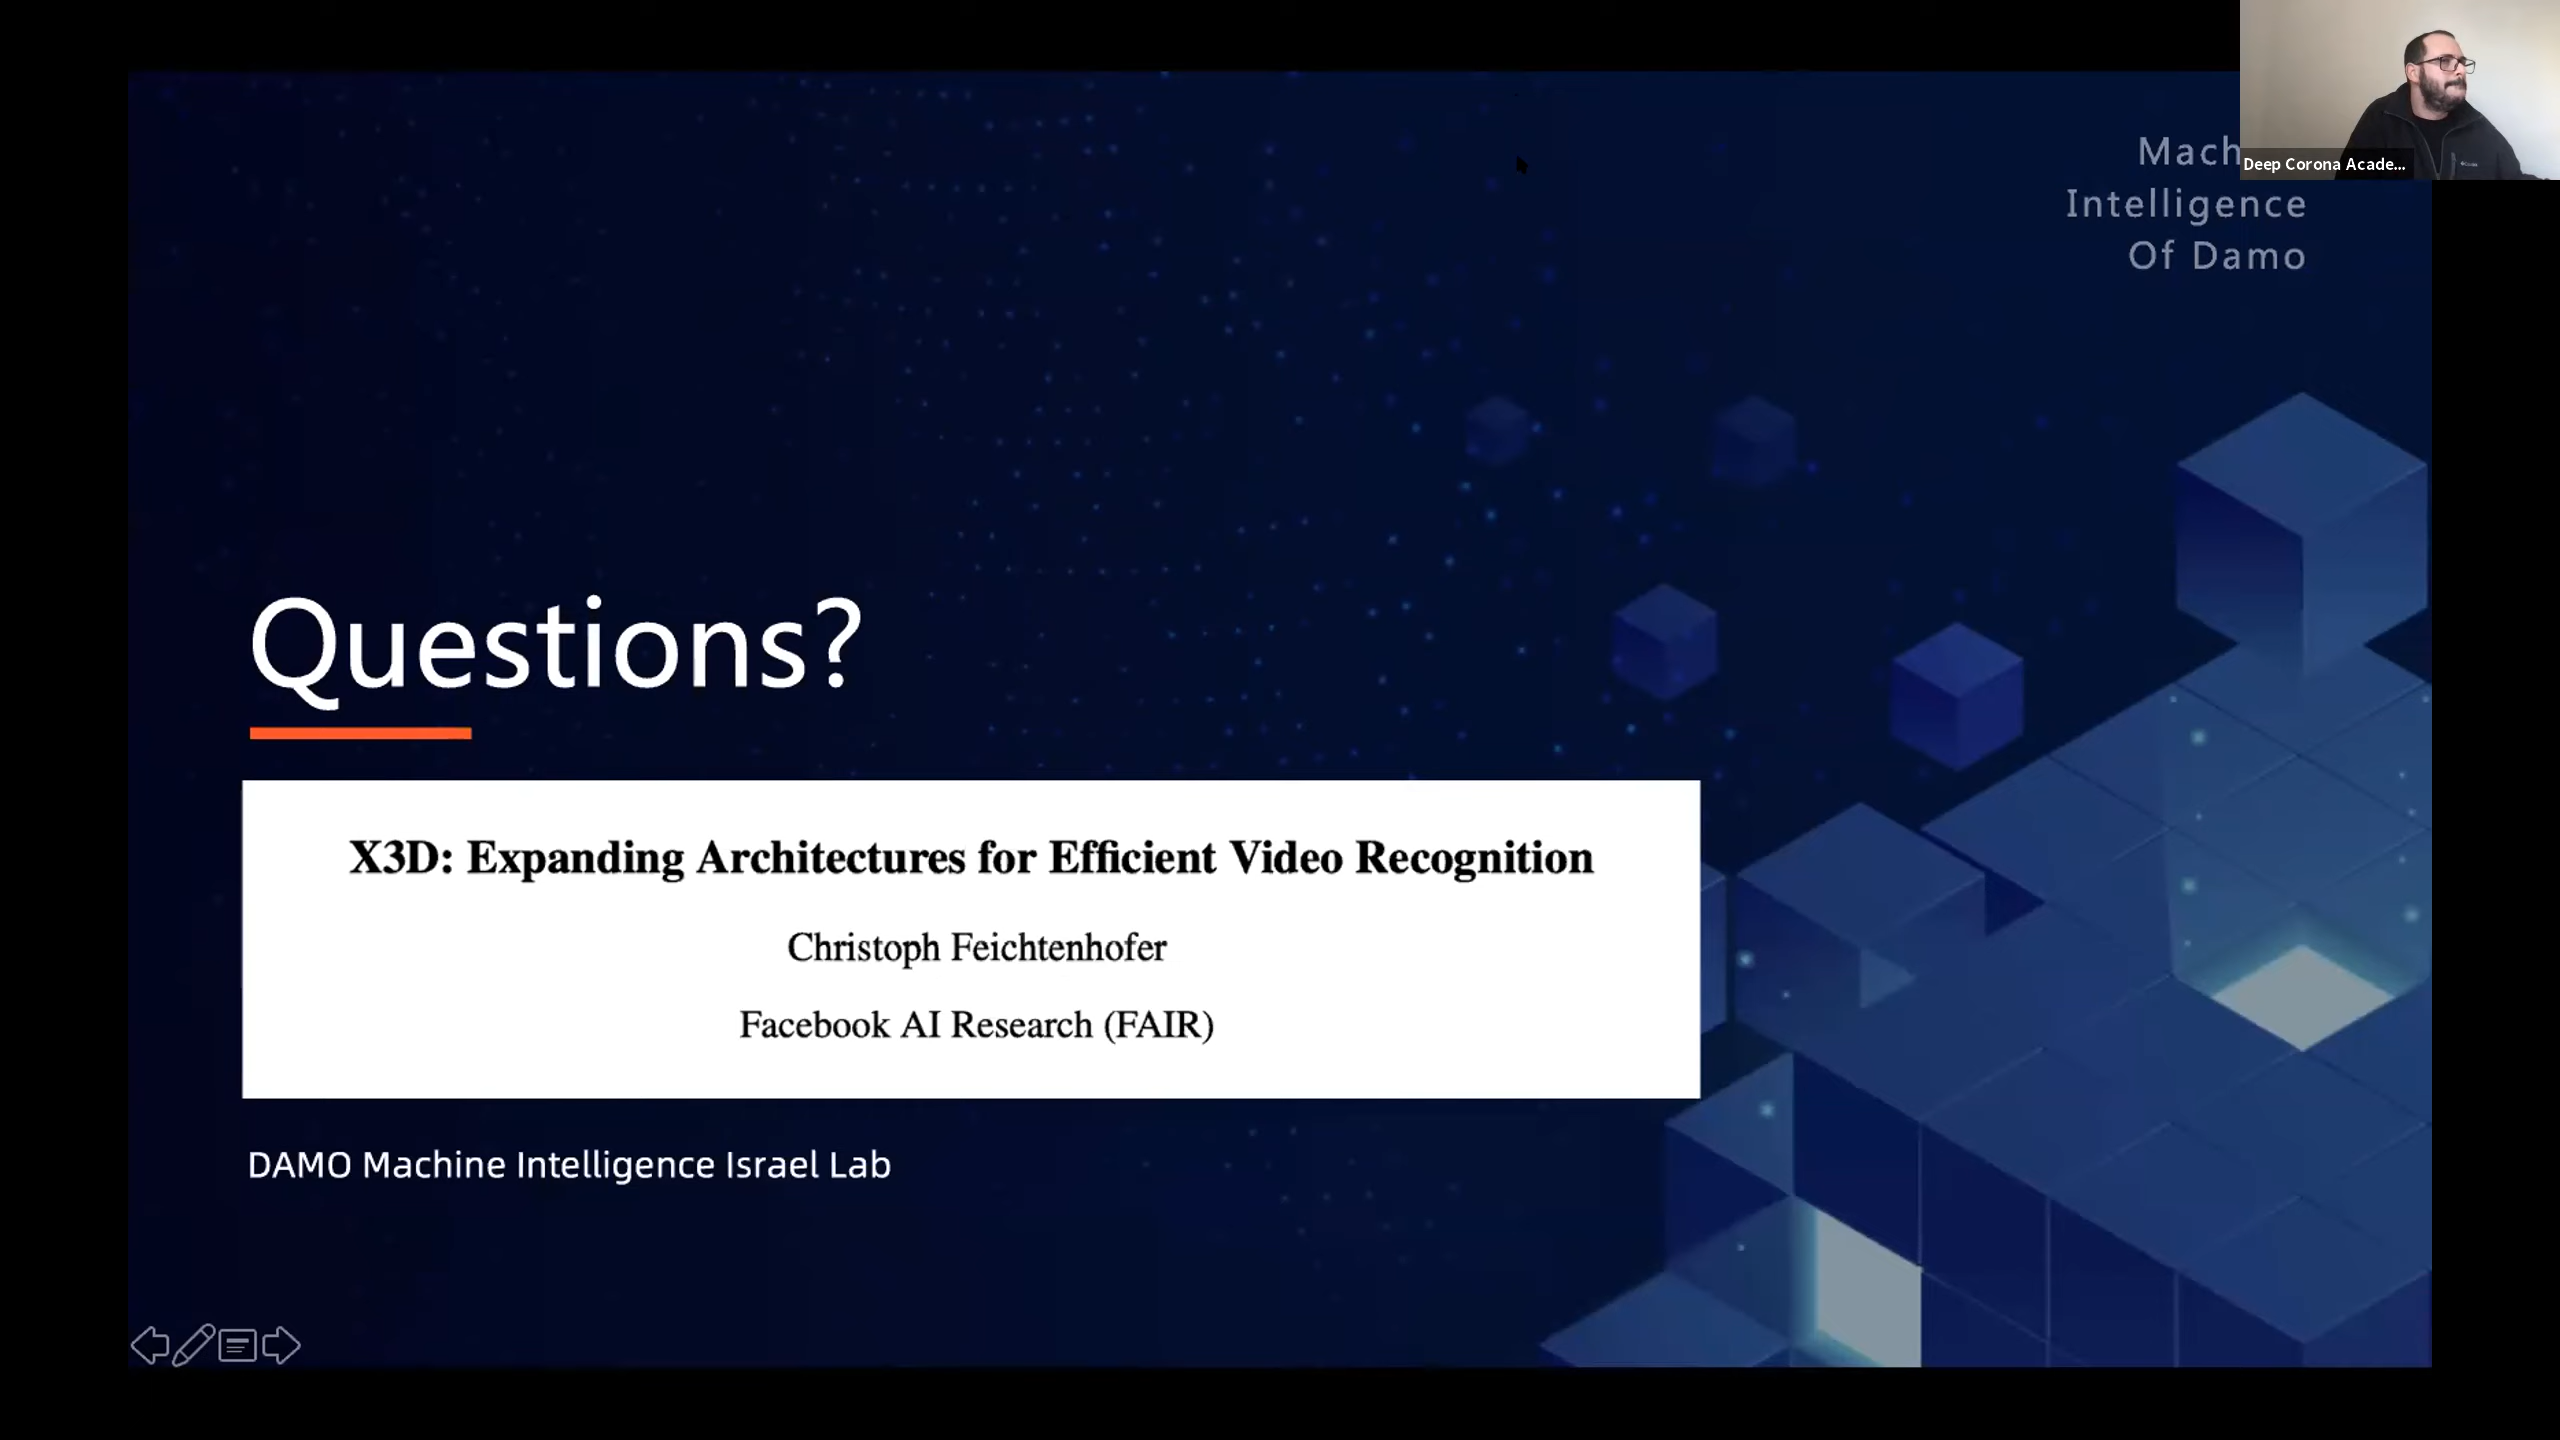 Mach
Intelligence
Of Damo
Deep Corona Acade...
Questions?
X3D: Expanding Architectures for Efficient Video Recognition
Christoph Feichtenhofer
Facebook AI Research (FAIR)
DAMO Machine Intelligence Israel Lab